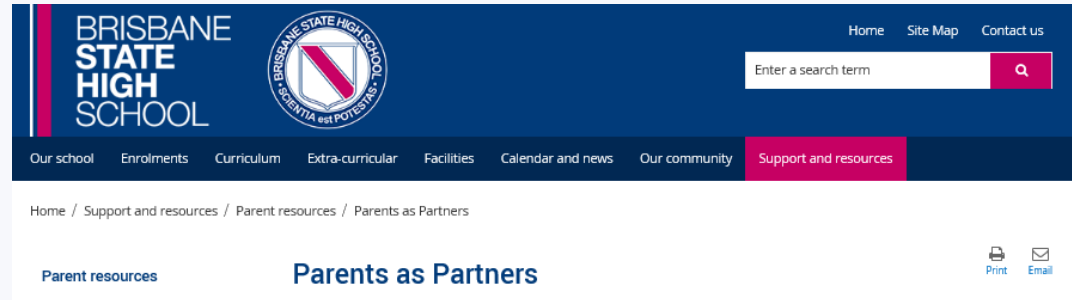 BRISBANE
STATE
HIGH
SCHOOL
BRISBANE STATE HIGH SCHOOL
SCIENTIA est POTESTAS
Home Site Map Contact us
Enter a search term
Our school Enrolments Curriculum Extra-curricular Facilities Calendar and news Our community Support and resources
Home / Support and resources / Parent resources / Parents as Partners
Parent resources
Parents as Partners
Print Email